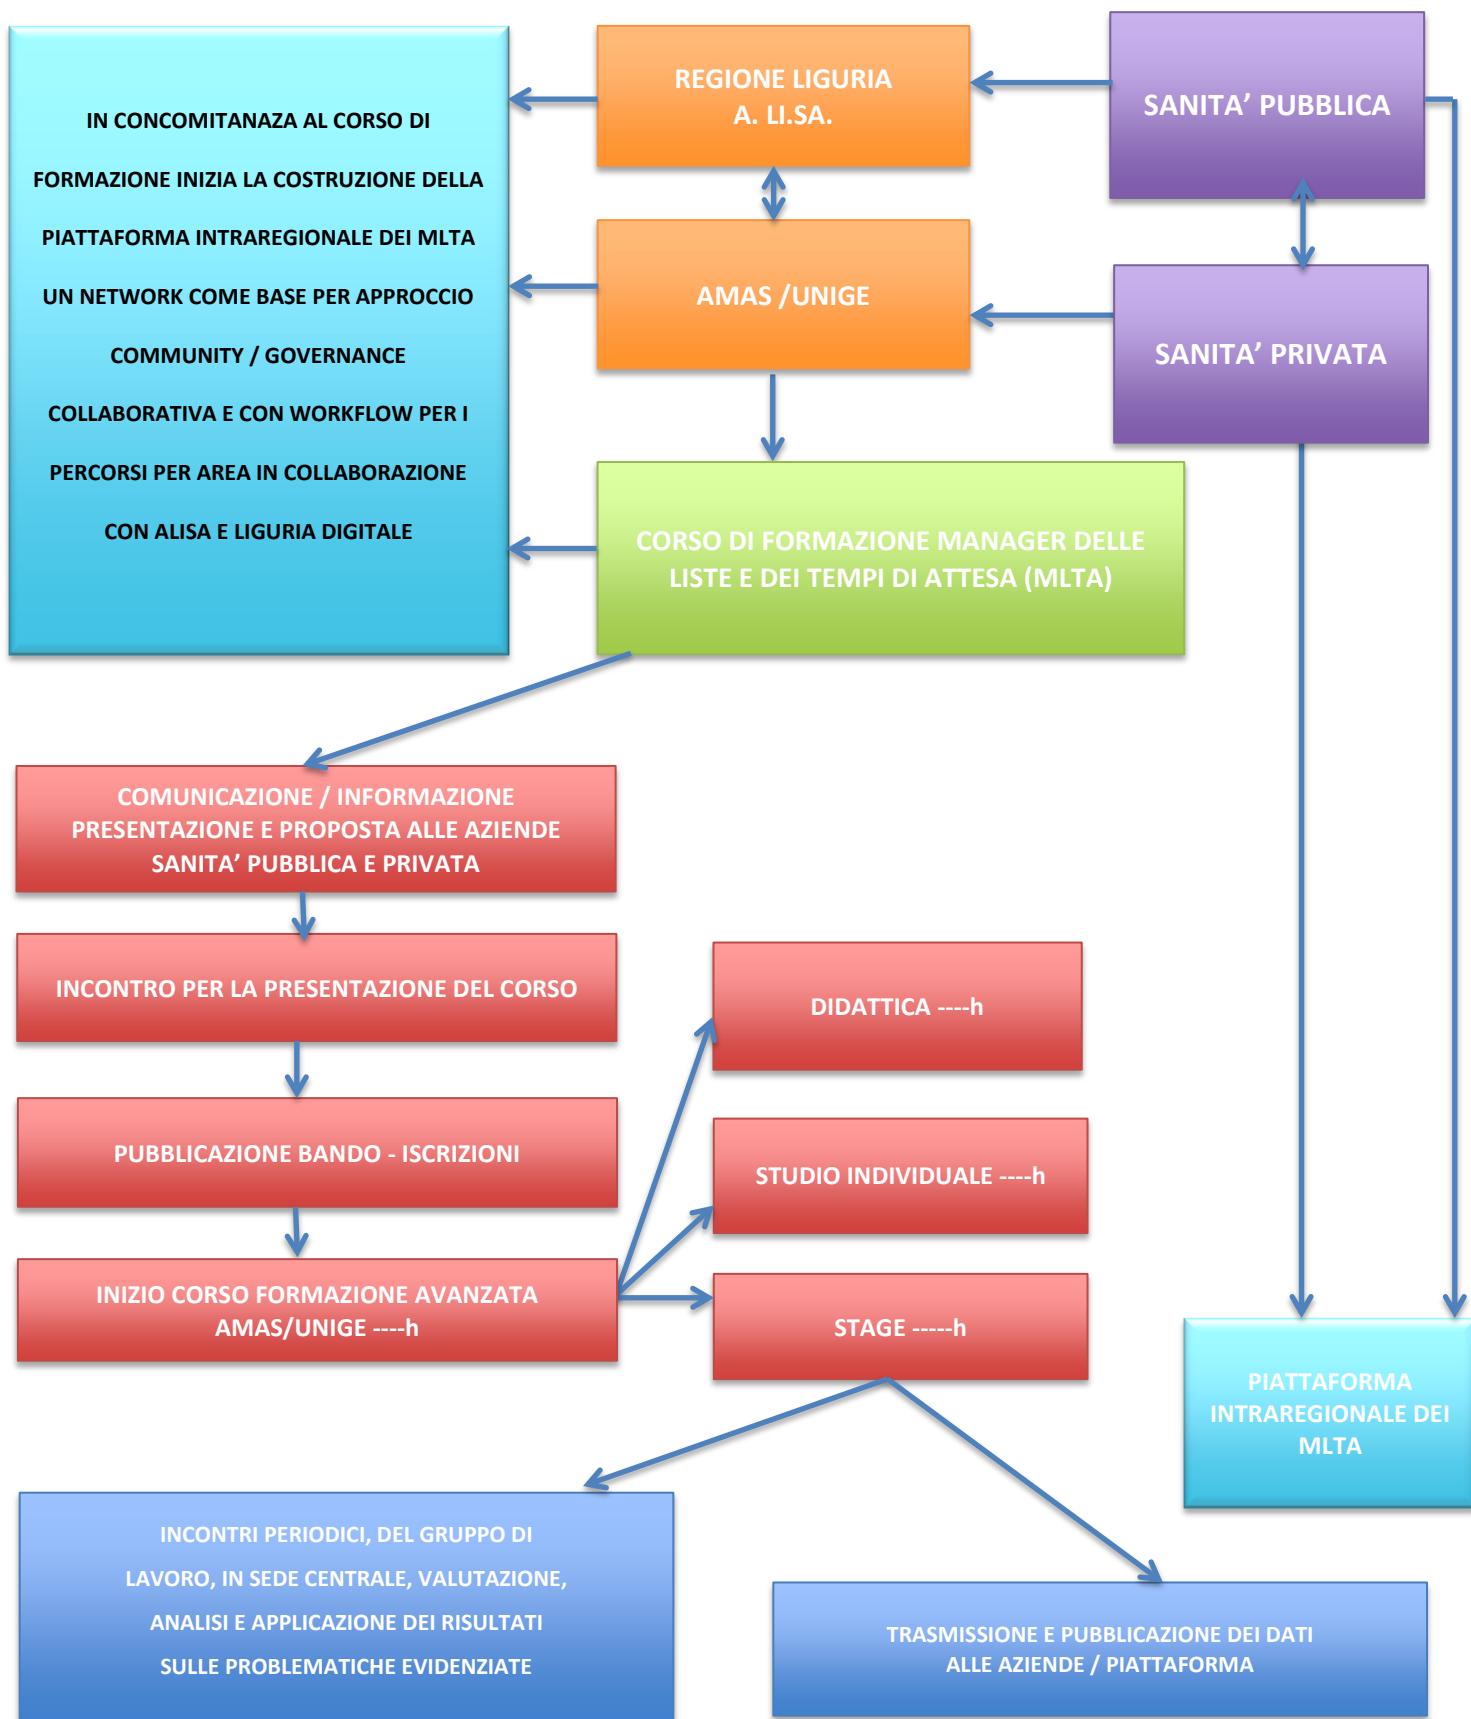 IN CONCOMITANAZA AL CORSO DI
FORMAZIONE INIZIA LA COSTRUZIONE DELLA
PIATTAFORMA INTRAREGIONALE DEI MLTA
UN NETWORK COME BASE PER APPROCCIO
COMMUNITY / GOVERNANCE
COLLABORATIVA E CON WORKFLOW PER I
PERCORSI PER AREA IN COLLABORAZIONE
CON ALISA E LIGURIA DIGITALE
REGIONE LIGURIA
A. LI.SA.
SANITA’ PUBBLICA
AMAS /UNIGE
SANITA’ PRIVATA
CORSO DI FORMAZIONE MANAGER DELLE
LISTE E DEI TEMPI DI ATTESA (MLTA)
COMUNICAZIONE / INFORMAZIONE
PRESENTAZIONE E PROPOSTA ALLE AZIENDE
SANITA’ PUBBLICA E PRIVATA
INCONTRO PER LA PRESENTAZIONE DEL CORSO
PUBBLICAZIONE BANDO - ISCRIZIONI
INIZIO CORSO FORMAZIONE AVANZATA
AMAS/UNIGE ----h
DIDATTICA ----h
STUDIO INDIVIDUALE ----h
STAGE -----h
PIATTAFORMA
INTRAREGIONALE DEI
MLTA
INCONTRI PERIODICI, DEL GRUPPO DI
LAVORO, IN SEDE CENTRALE, VALUTAZIONE,
ANALISI E APPLICAZIONE DEI RISULTATI
SULLE PROBLEMATICHE EVIDENZIATE
TRASMISSIONE E PUBBLICAZIONE DEI DATI
ALLE AZIENDE / PIATTAFORMA